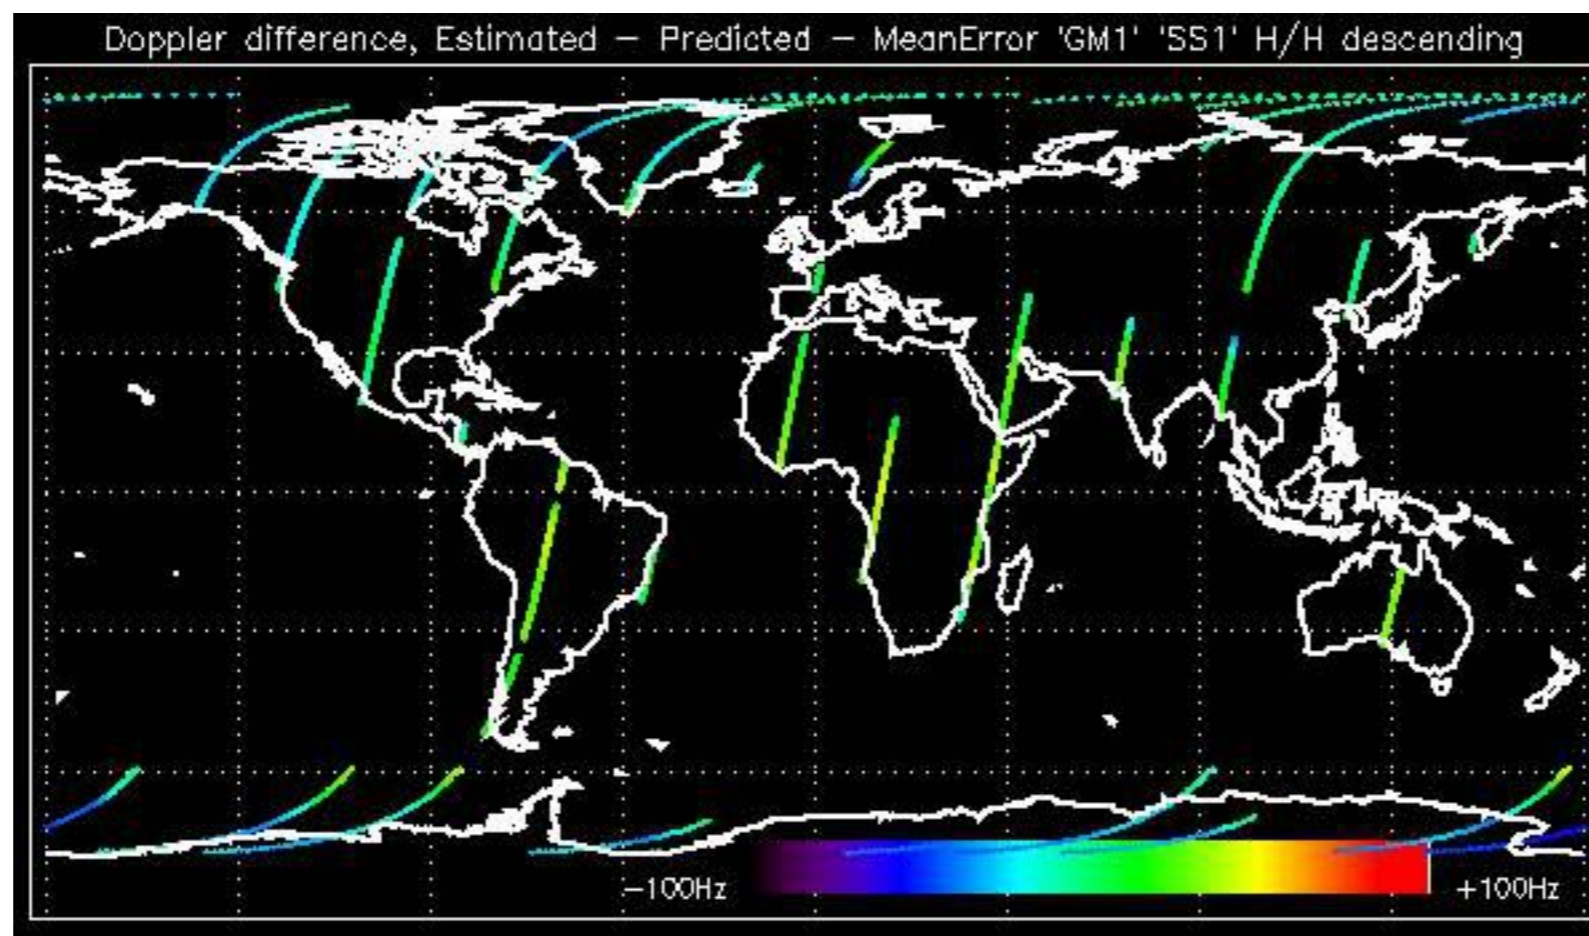 Doppler difference, Estimated − Predicted − MeanError 'GM1' 'SS1' H/H descending
−100Hz +100Hz